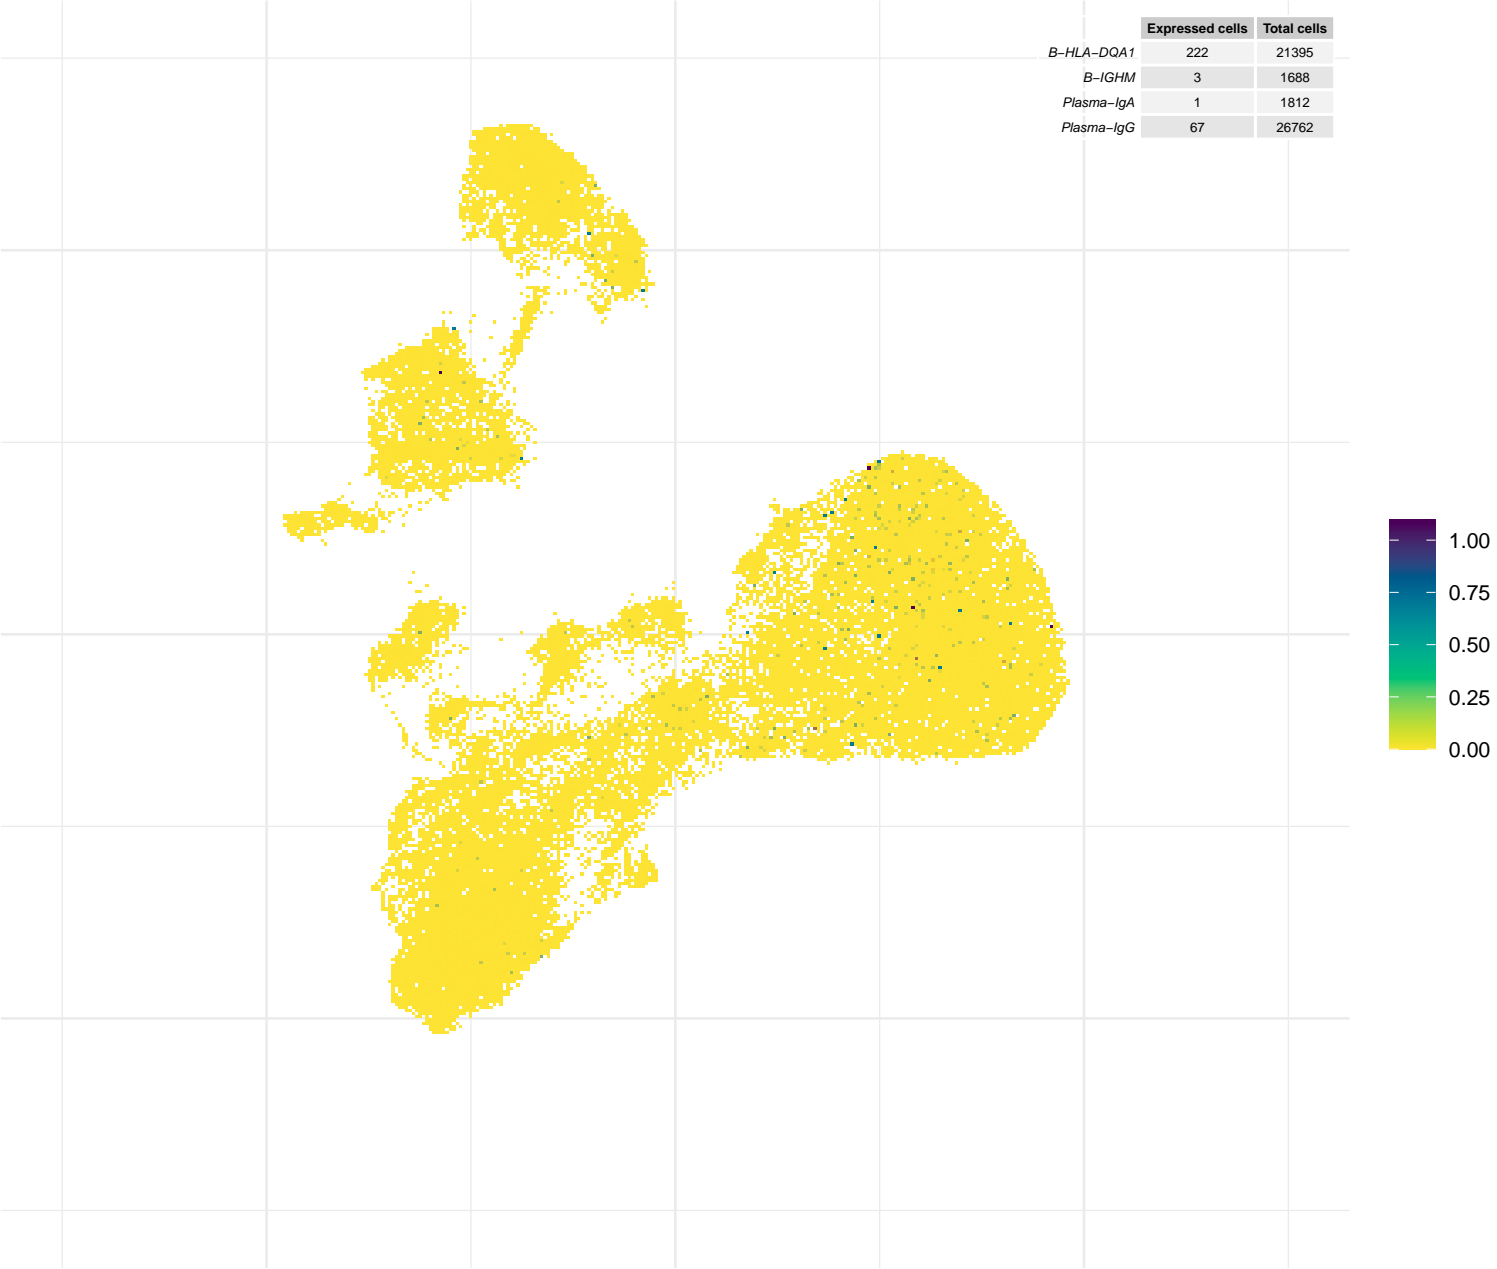 Expressed cells Total cells
B−HLA−DQA1 222 21395
B−IGHM 3 1688
Plasma−IgA 1 1812
Plasma−IgG 67 26762
1.00
0.75
0.50
0.25
0.00